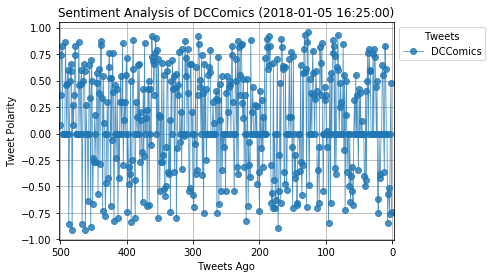 Sentiment Analysis of DCComics (2018-01-05 16:25:00)
Tweets
DCComics
Tweet Polarity
1.00
0.75
0.50
0.25
0.00
−0.25
−0.50
−0.75
−1.00
500 400 300 200 100 0
Tweets Ago